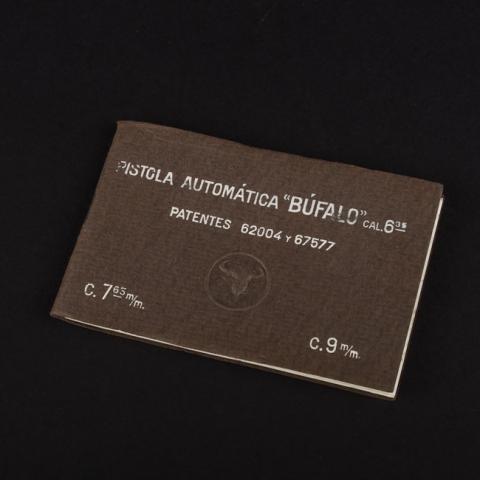 PISTOLA AUTOMÁTICA "BÚFALO" CAL. 6³⁵
PATENTES 62004 Y 67577
C. 7⁶⁵ m/m.
C. 9 m/m.